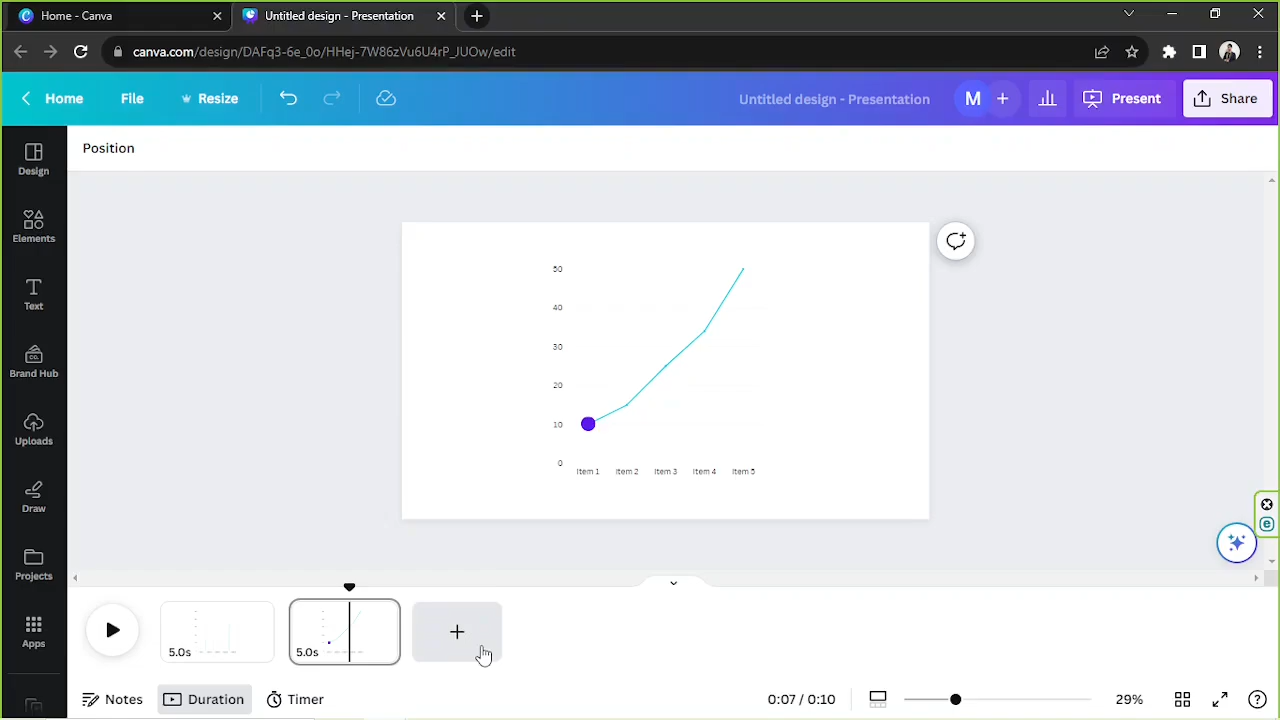 Home - Canva
Untitled design - Presentation
canva.com/design/DAFq3-6e_0o/HHej-7W86zVu6U4rP_JUOw/edit
Home
File
Resize
Untitled design - Presentation
M
Present
Share
Position
Design
Elements
Text
CO.
Brand Hub
Uploads
Draw
Projects
Apps
50
40
30
20
10
0
Item 1
Item 2
Item 3
Item 4
Item 5
5.0s
5.0s
Notes
Duration
Timer
0:07 / 0:10
29%